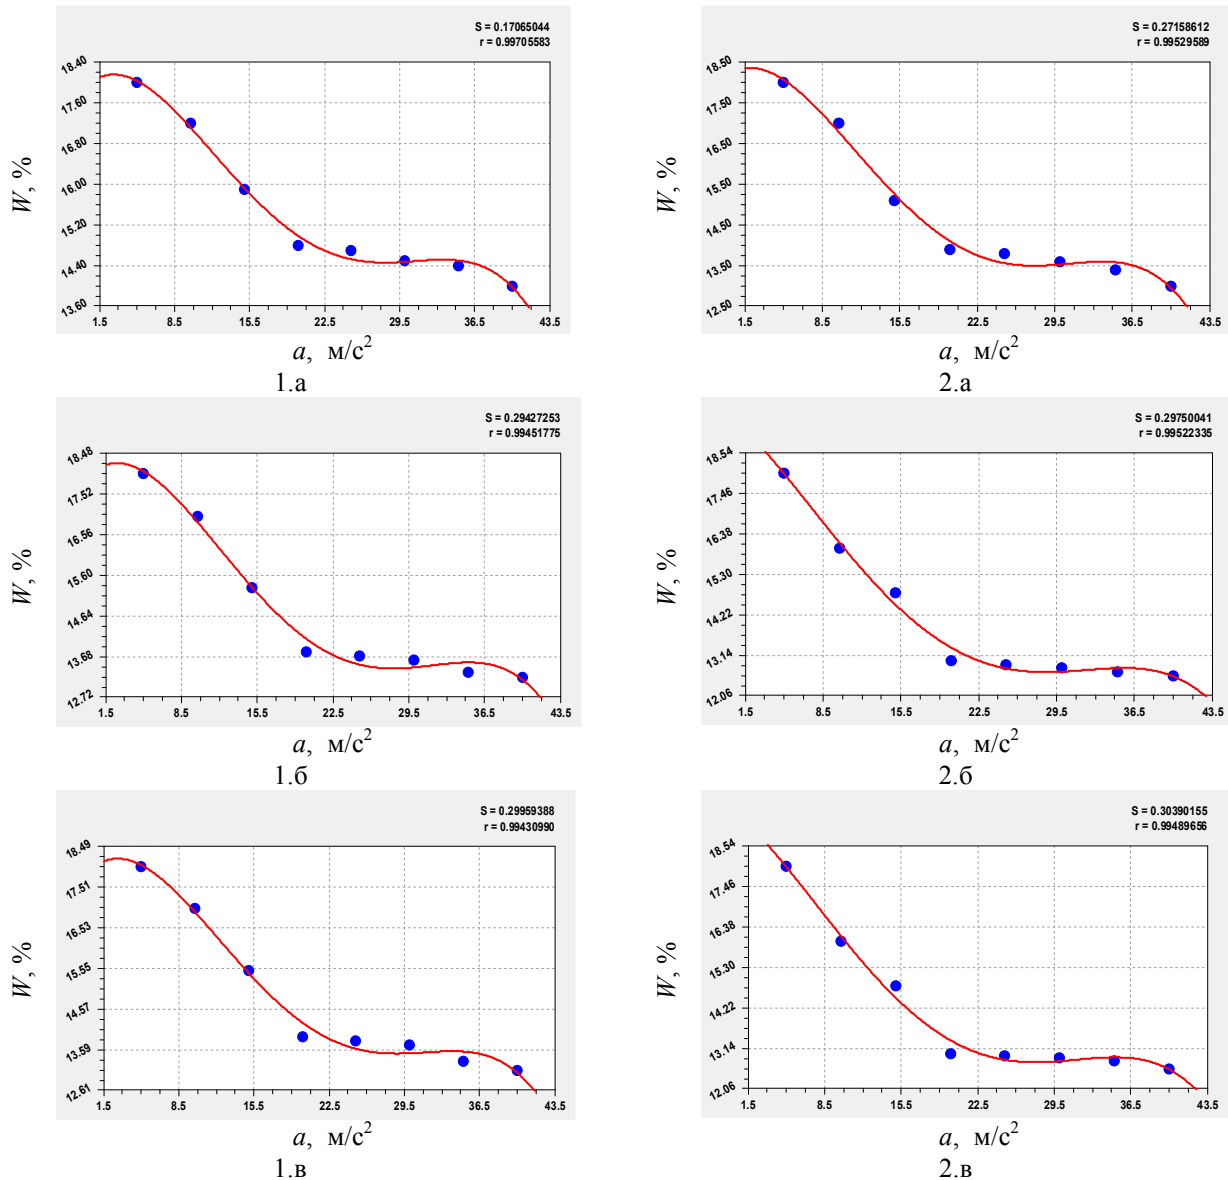 S = 0.17065044
r = 0.99705583
18.40
17.60
16.80
16.00
15.20
14.40
13.60
W, %
1.5 8.5 15.5 22.5 29.5 36.5 43.5
a, м/с²
1.а
S = 0.27158612
r = 0.99529589
18.50
17.50
16.50
15.50
14.50
13.50
12.50
W, %
1.5 8.5 15.5 22.5 29.5 36.5 43.5
a, м/с²
2.а
S = 0.29427253
r = 0.99451775
18.48
17.52
16.56
15.60
14.64
13.68
12.72
W, %
1.5 8.5 15.5 22.5 29.5 36.5 43.5
a, м/с²
1.б
S = 0.29750041
r = 0.99522335
18.54
17.46
16.38
15.30
14.22
13.14
12.06
W, %
1.5 8.5 15.5 22.5 29.5 36.5 43.5
a, м/с²
2.б
S = 0.29959388
r = 0.99430990
18.49
17.51
16.53
15.55
14.57
13.59
12.61
W, %
1.5 8.5 15.5 22.5 29.5 36.5 43.5
a, м/с²
1.в
S = 0.30390155
r = 0.99489656
18.54
17.46
16.38
15.30
14.22
13.14
12.06
W, %
1.5 8.5 15.5 22.5 29.5 36.5 43.5
a, м/с²
2.в